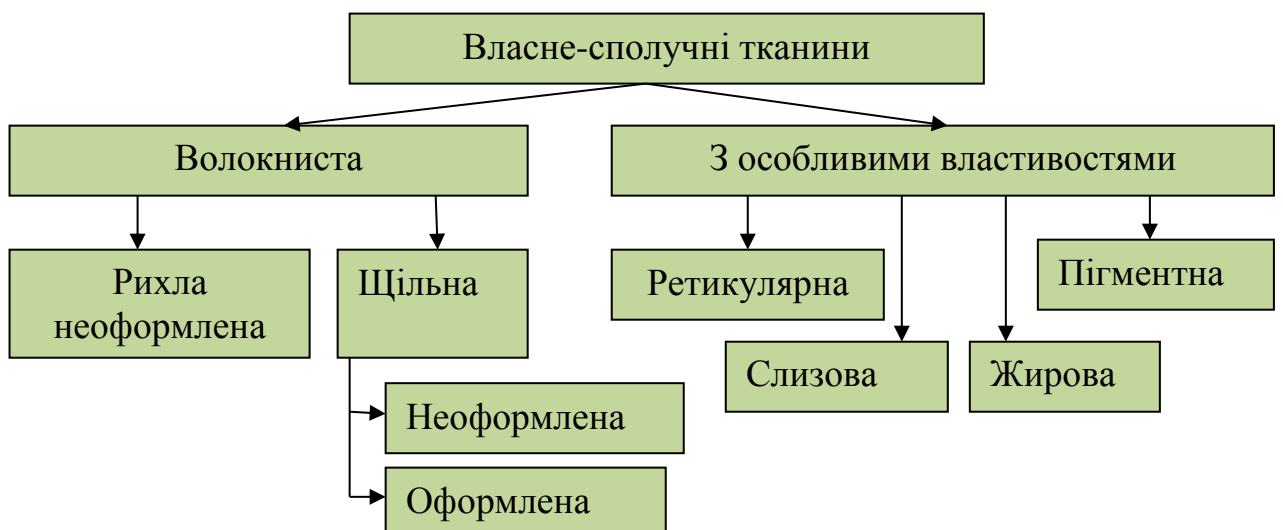 Власне-сполучні тканини
Волокниста
З особливими властивостями
Рихла
неоформлена
Щільна
Ретикулярна
Пігментна
Слизова
Жирова
Неоформлена
Оформлена